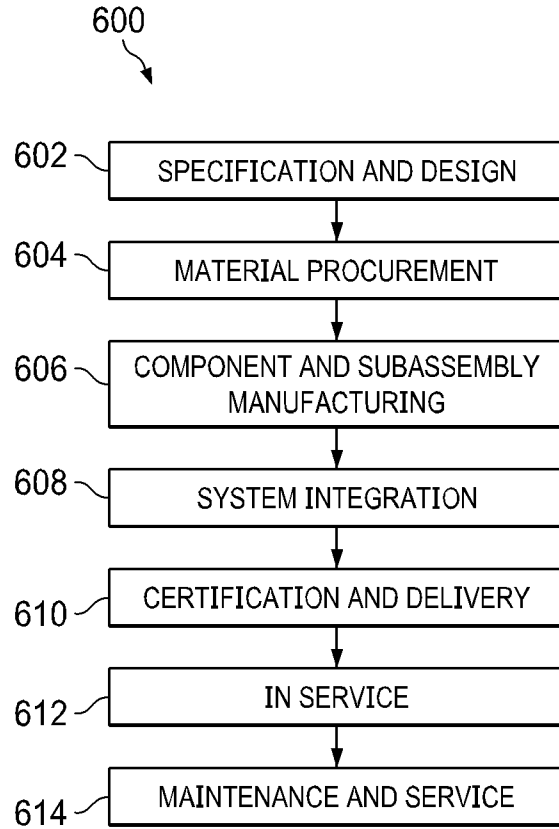 600
602
SPECIFICATION AND DESIGN
604
MATERIAL PROCUREMENT
606
COMPONENT AND SUBASSEMBLY
MANUFACTURING
608
SYSTEM INTEGRATION
610
CERTIFICATION AND DELIVERY
612
IN SERVICE
614
MAINTENANCE AND SERVICE